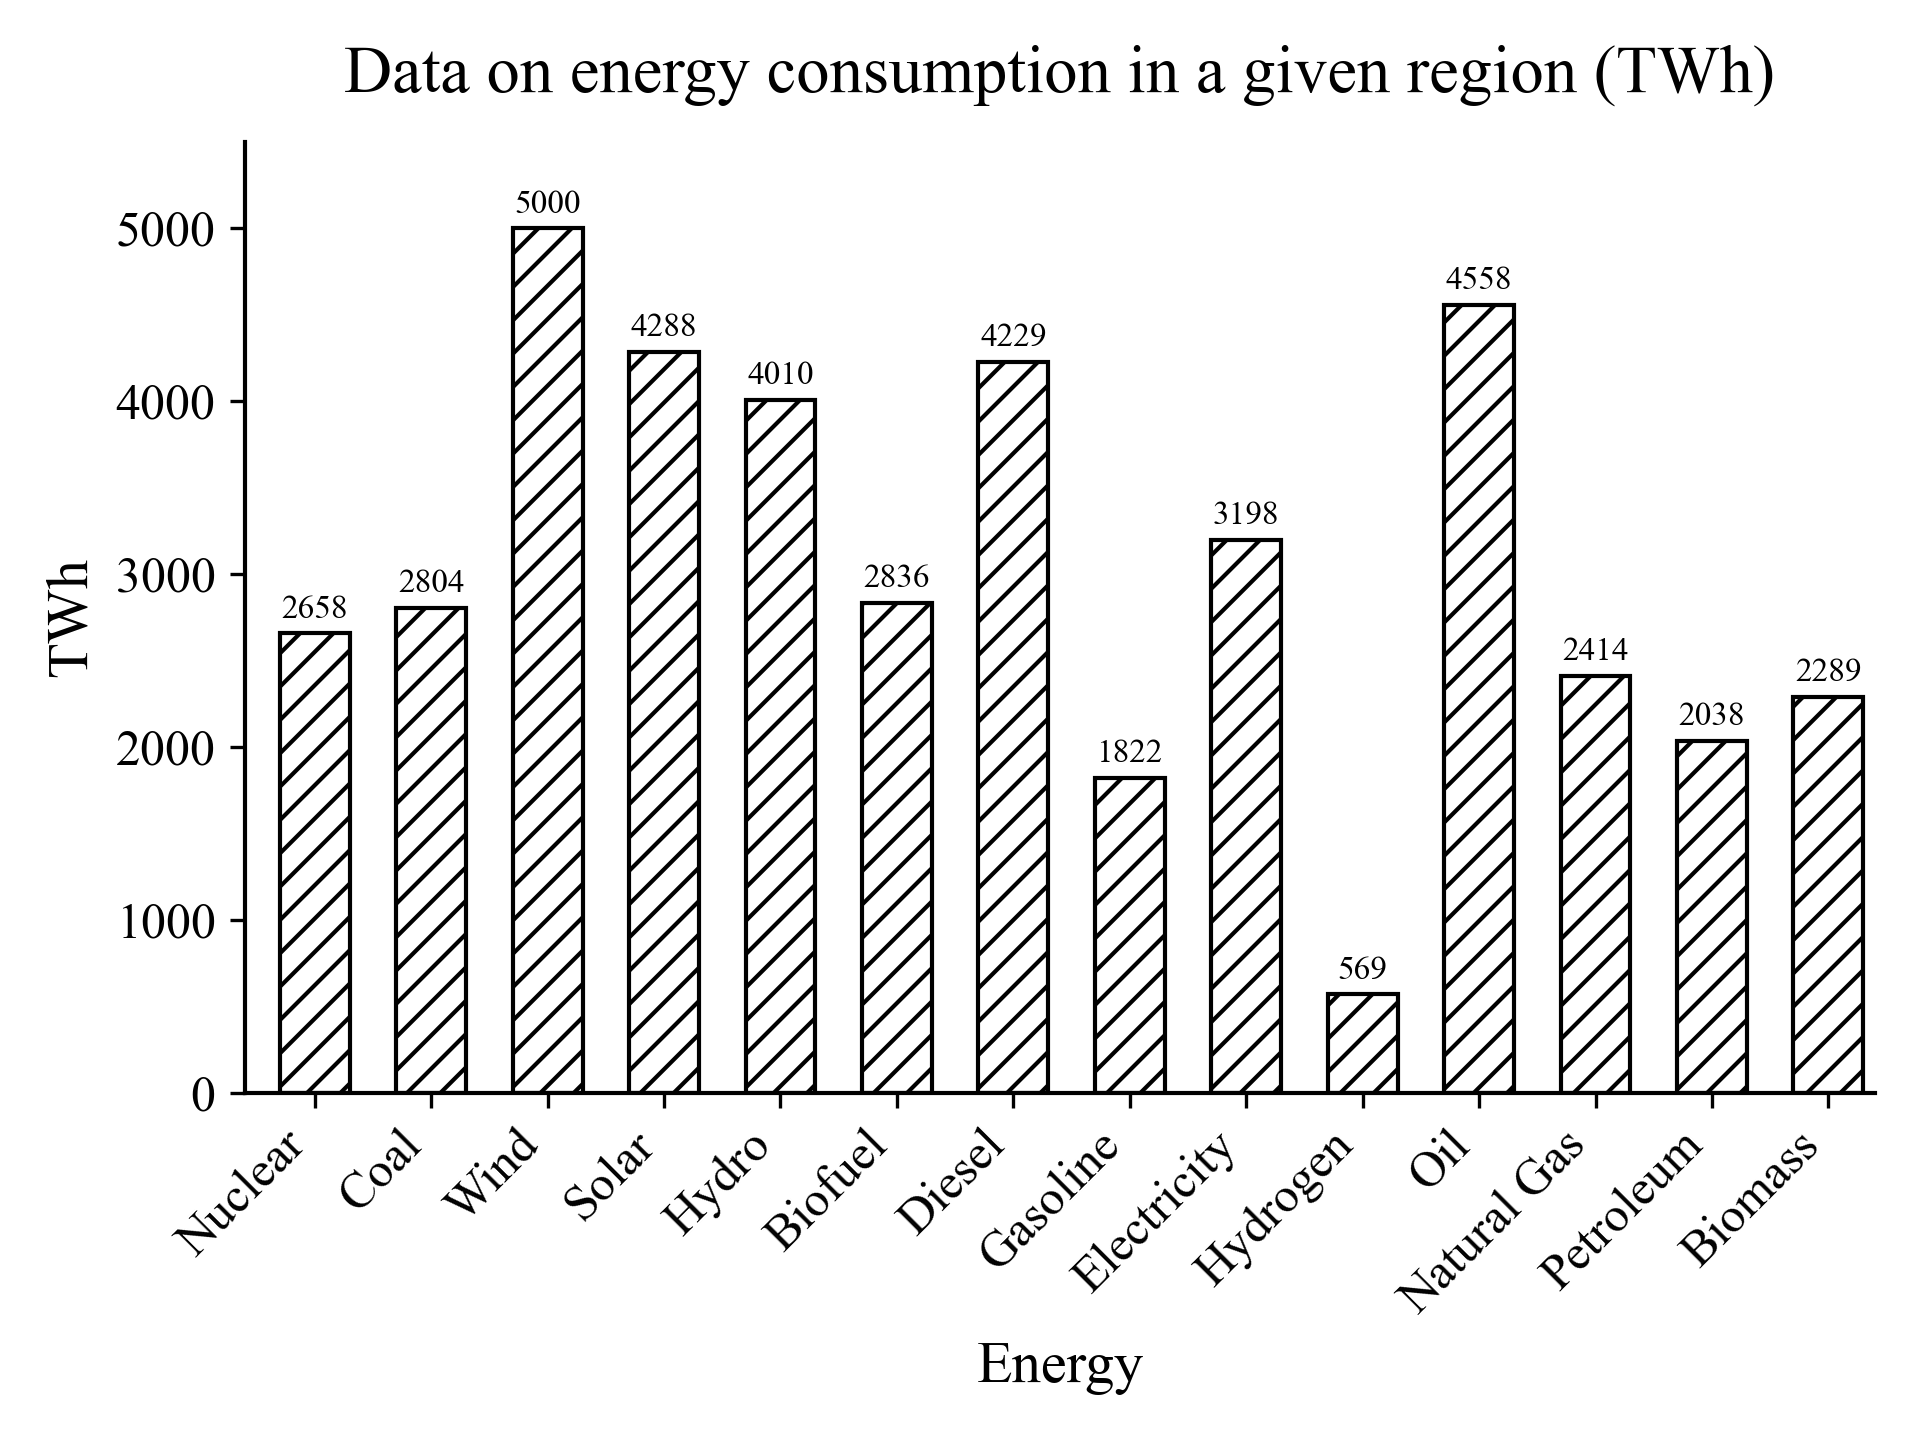 Data on energy consumption in a given region (TWh)
TWh
5000
4000
3000
2000
1000
0
2658
2804
5000
4288
4010
2836
4229
1822
3198
569
4558
2414
2038
2289
Nuclear
Coal
Wind
Solar
Hydro
Biofuel
Diesel
Gasoline
Electricity
Hydrogen
Oil
Natural Gas
Petroleum
Biomass
Energy